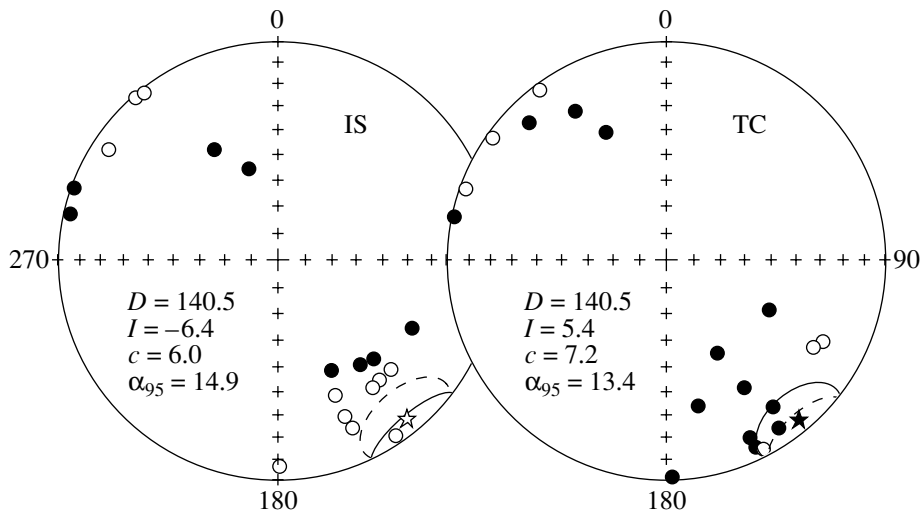 0
0
IS
TC
270
90
D = 140.5
I = –6.4
c = 6.0
α95 = 14.9
D = 140.5
I = 5.4
c = 7.2
α95 = 13.4
180
180